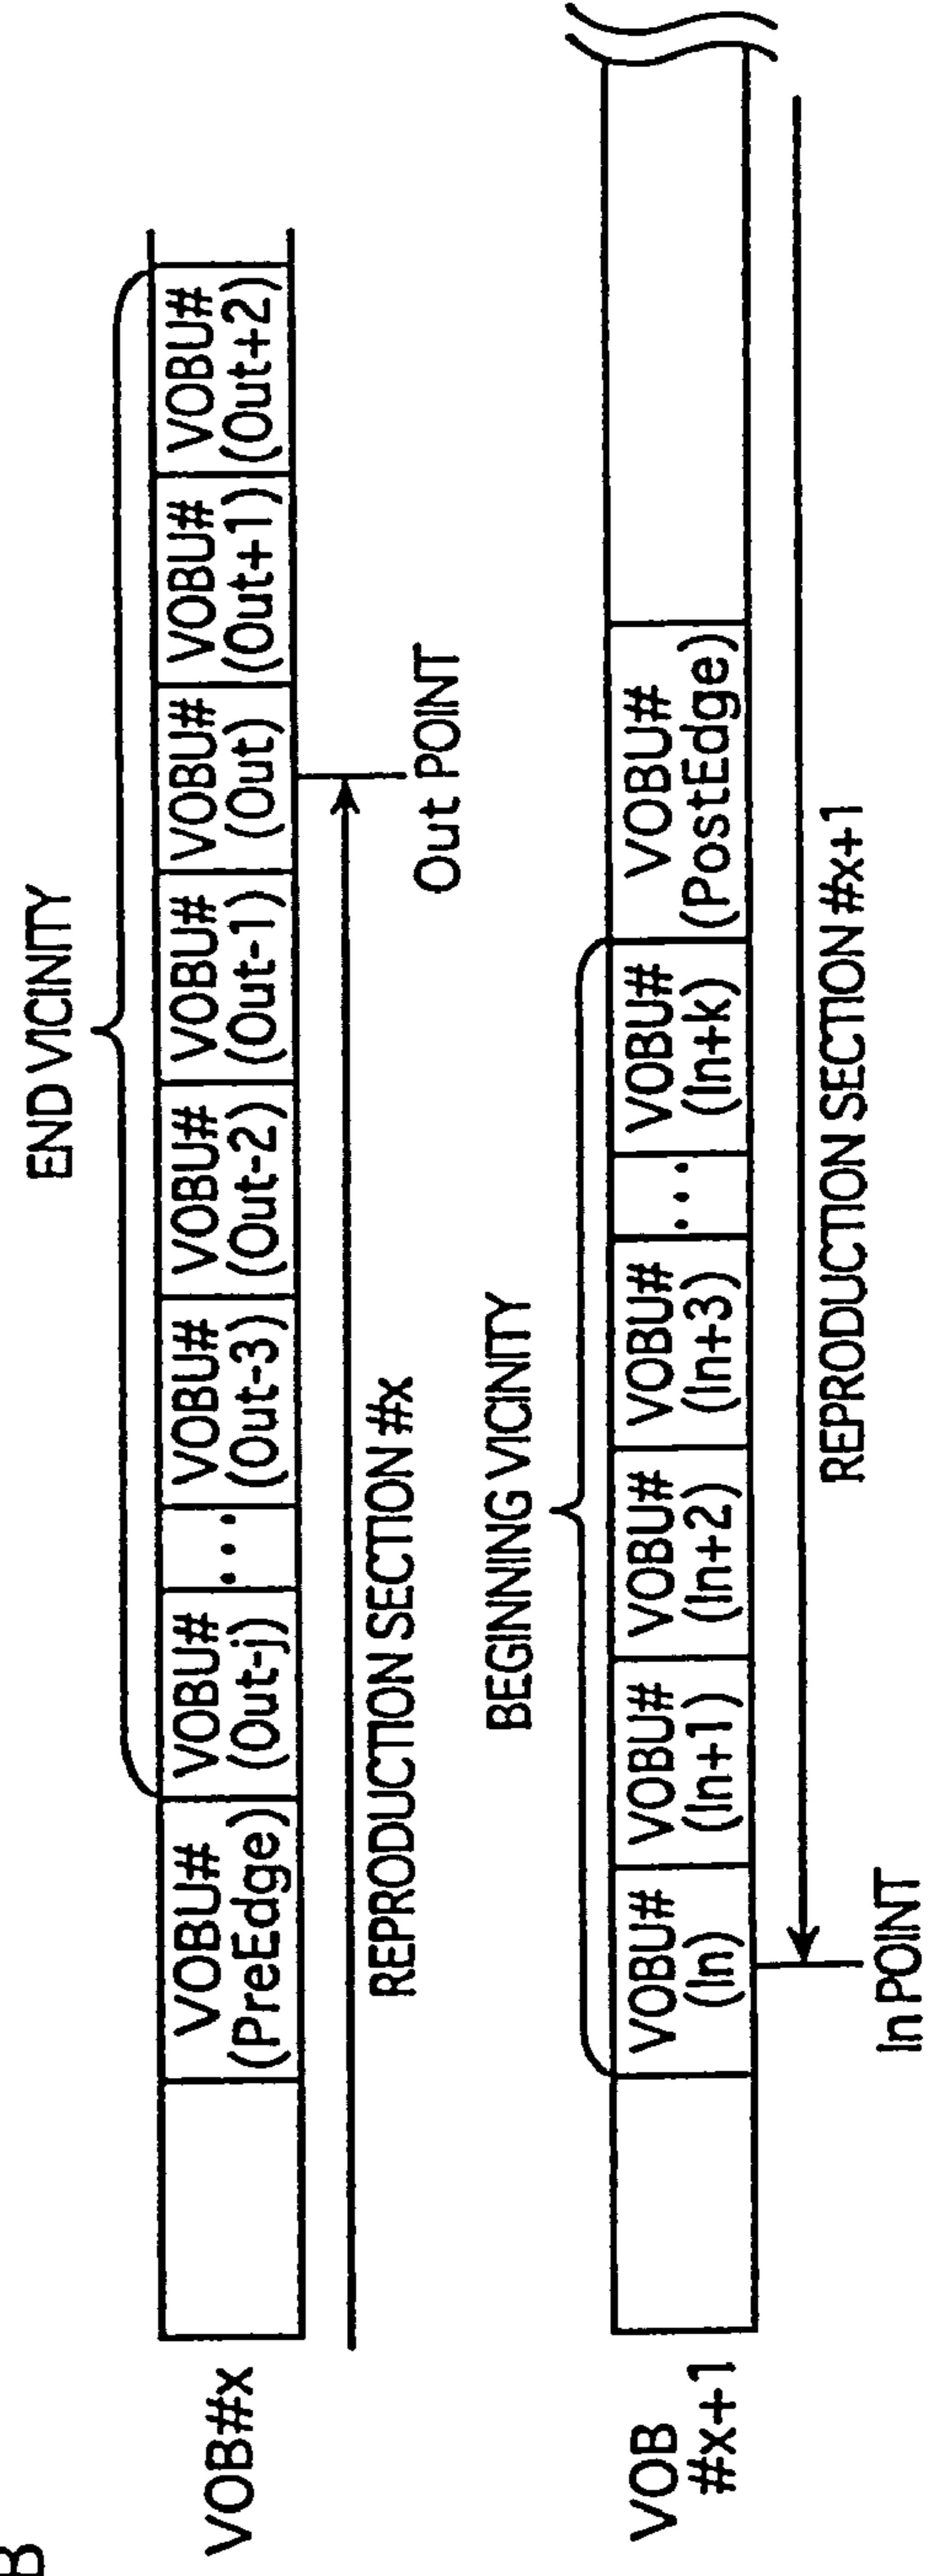 B
END VICINITY
VOB#x
VOBU#
(PreEdge)
VOBU#
(Out-j)
...
VOBU#
(Out-3)
VOBU#
(Out-2)
VOBU#
(Out-1)
VOBU#
(Out)
VOBU#
(Out+1)
VOBU#
(Out+2)
REPRODUCTION SECTION #x
Out POINT
BEGINNING VICINITY
VOB
#x+1
VOBU#
(In)
VOBU#
(In+1)
VOBU#
(In+2)
VOBU#
(In+3)
...
VOBU#
(In+k)
VOBU#
(PostEdge)
REPRODUCTION SECTION #x+1
In POINT